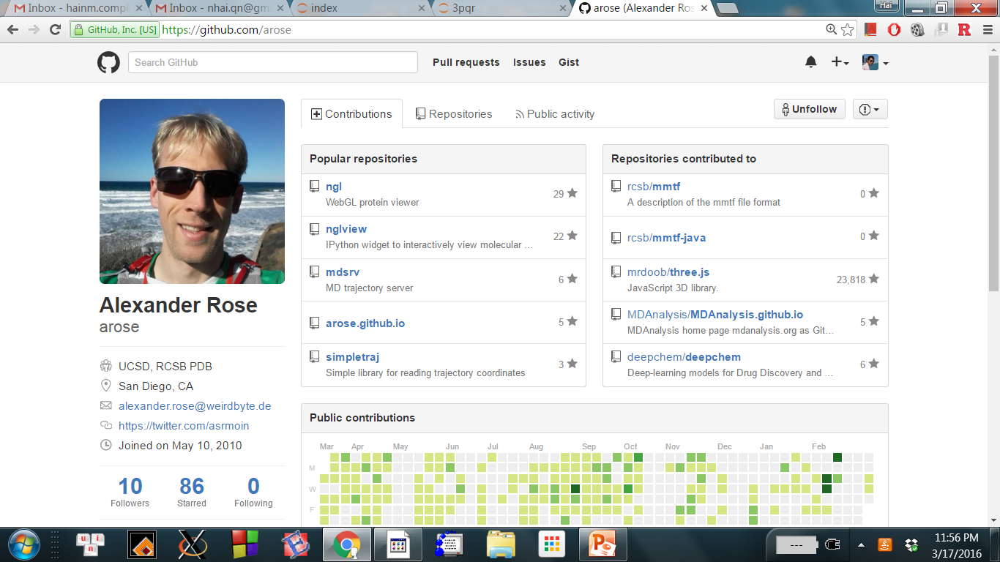 Inbox - hainm.comp
Inbox - nhai.qn@gm
index
3pqr
arose (Alexander Ros
Hai
GitHub, Inc. [US]
https://github.com/arose
Search GitHub
Pull requests
Issues
Gist
Contributions
Repositories
Public activity
Unfollow
Popular repositories
ngl
WebGL protein viewer
29
nglview
IPython widget to interactively view molecular ...
22
mdsrv
MD trajectory server
6
arose.github.io
5
simpletraj
Simple library for reading trajectory coordinates
3
Repositories contributed to
rcsb/mmtf
A description of the mmtf file format
0
rcsb/mmtf-java
0
mrdoob/three.js
JavaScript 3D library.
23,818
MDAnalysis/MDAnalysis.github.io
MDAnalysis home page mdanalysis.org as Git...
5
deepchem/deepchem
Deep-learning models for Drug Discovery and ...
6
Alexander Rose
arose
UCSD, RCSB PDB
San Diego, CA
alexander.rose@weirdbyte.de
https://twitter.com/asrmoin
Joined on May 10, 2010
10
Followers
86
Starred
0
Following
Public contributions
Mar Apr May Jun Jul Aug Sep Oct Nov Dec Jan Feb
M
W
F
u i n
---
11:56 PM
3/17/2016